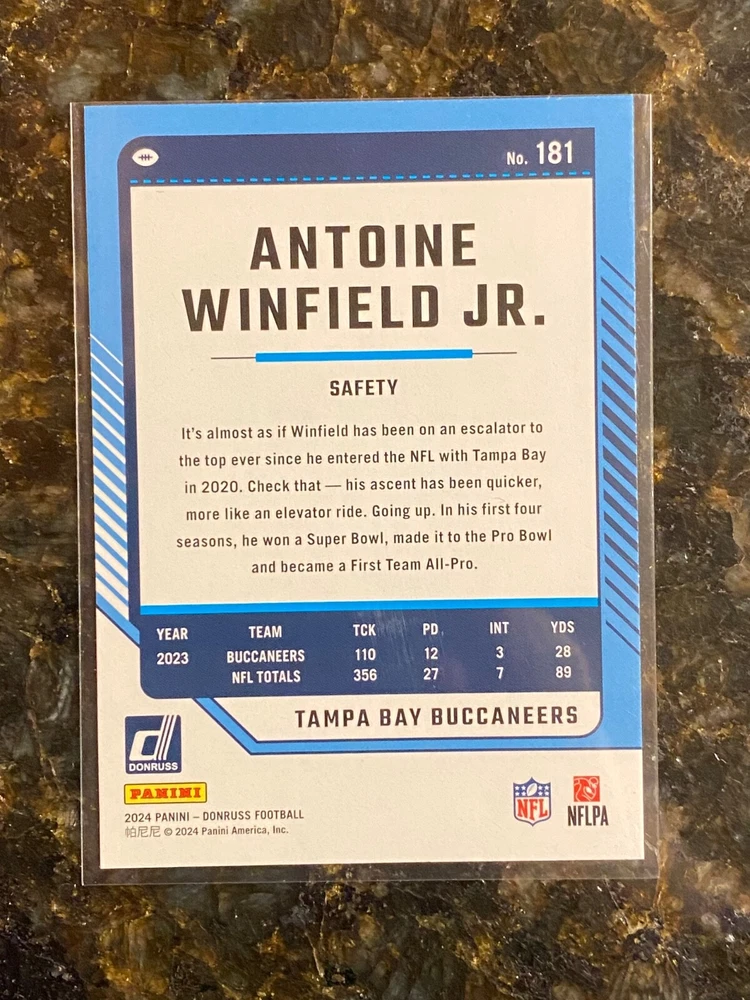 No. 181
ANTOINE
WINFIELD JR.
SAFETY
It's almost as if Winfield has been on an escalator to
the top ever since he entered the NFL with Tampa Bay
in 2020. Check that — his ascent has been quicker,
more like an elevator ride. Going up. In his first four
seasons, he won a Super Bowl, made it to the Pro Bowl
and became a First Team All-Pro.
YEAR TEAM TCK PD INT YDS
2023 BUCCANEERS 110 12 3 28
NFL TOTALS 356 27 7 89
TAMPA BAY BUCCANEERS
d
DONRUSS
PANINI
2024 PANINI – DONRUSS FOOTBALL
帕尼尼 © 2024 Panini America, Inc.
NFL
NFLPA